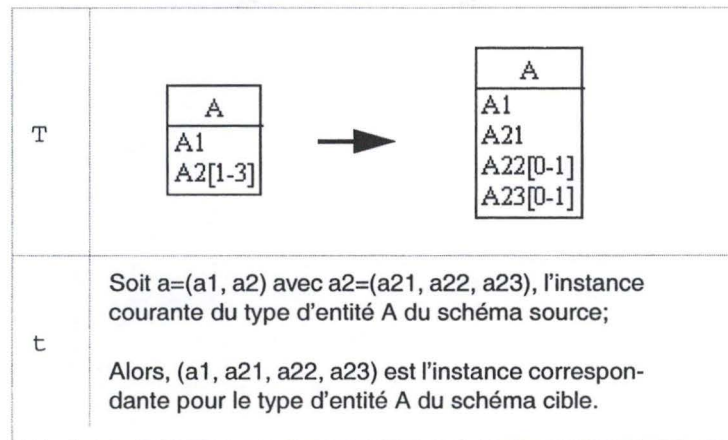 T
A
A1
A2[1-3]
A
A1
A21
A22[0-1]
A23[0-1]
t
Soit a=(a1, a2) avec a2=(a21, a22, a23), l'instance
courante du type d'entité A du schéma source;
Alors, (a1, a21, a22, a23) est l'instance correspon-
dante pour le type d'entité A du schéma cible.